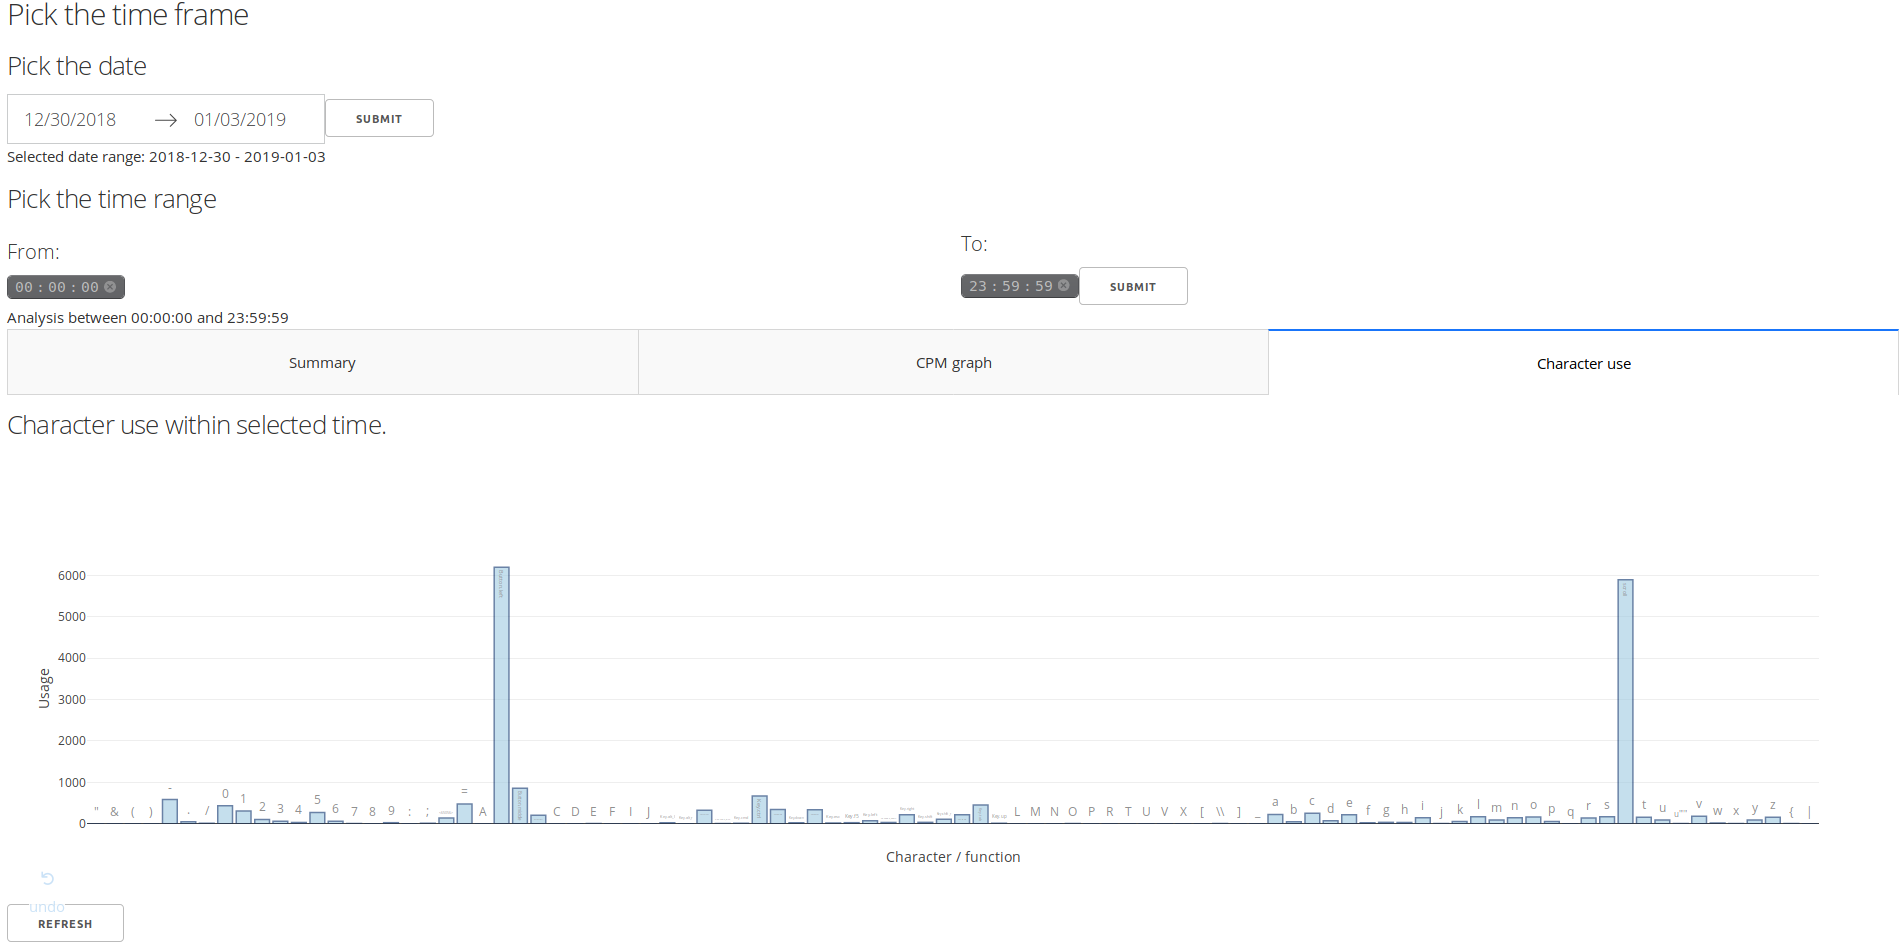 Pick the time frame
Pick the date
12/30/2018 → 01/03/2019 SUBMIT
Selected date range: 2018-12-30 - 2019-01-03
Pick the time range
From: To:
00 : 00 : 00 23 : 59 : 59 SUBMIT
Analysis between 00:00:00 and 23:59:59
Summary CPM graph Character use
Character use within selected time.
6000
5000
4000
3000
2000
1000
0
Usage
" & ( ) - . / 0 1 2 3 4 5 6 7 8 9 : ; = A Button.left C D E F I J L M N O P R T U V X [ \\ ] _ a b c d e f g h i j k l m n o p q r s scroll t u v w x y z { |
Character / function
undo
REFRESH